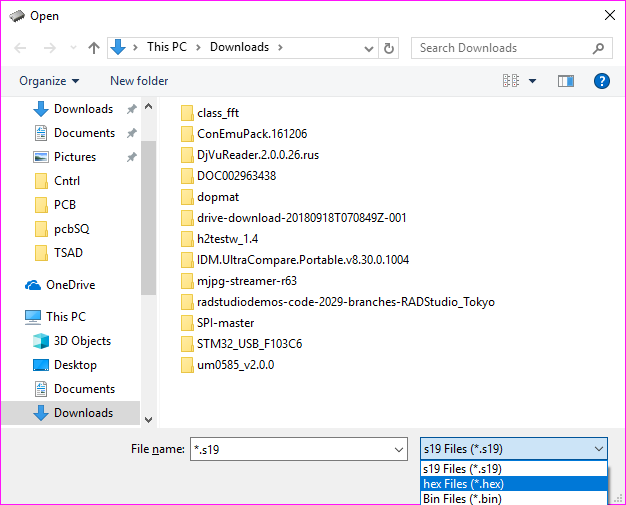 Open
This PC > Downloads >
Search Downloads
Organize
New folder
Downloads
Documents
Pictures
Cntrl
PCB
pcbSQ
TSAD
OneDrive
This PC
3D Objects
Desktop
Documents
Downloads
class_fft
ConEmuPack.161206
DjVuReader.2.0.0.26.rus
DOC002963438
dopmat
drive-download-20180918T070849Z-001
h2testw_1.4
IDM.UltraCompare.Portable.v8.30.0.1004
mjpg-streamer-r63
radstudiodemos-code-2029-branches-RADStudio_Tokyo
SPI-master
STM32_USB_F103C6
um0585_v2.0.0
File name:
*.s19
s19 Files (*.s19)
s19 Files (*.s19)
hex Files (*.hex)
Bin Files (*.bin)